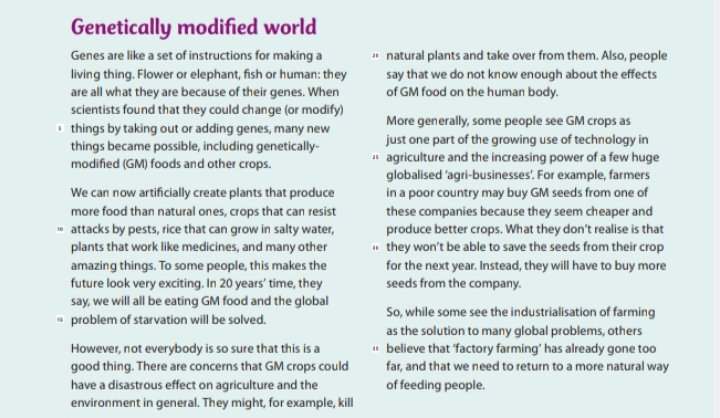 Genetically modified world
Genes are like a set of instructions for making a
living thing. Flower or elephant, fish or human: they
are all what they are because of their genes. When
scientists found that they could change (or modify)
5 things by taking out or adding genes, many new
things became possible, including genetically-
modified (GM) foods and other crops.
We can now artificially create plants that produce
more food than natural ones, crops that can resist
10 attacks by pests, rice that can grow in salty water,
plants that work like medicines, and many other
amazing things. To some people, this makes the
future look very exciting. In 20 years' time, they
say, we will all be eating GM food and the global
15 problem of starvation will be solved.
However, not everybody is so sure that this is a
good thing. There are concerns that GM crops could
have a disastrous effect on agriculture and the
environment in general. They might, for example, kill
natural plants and take over from them. Also, people
say that we do not know enough about the effects
of GM food on the human body.
More generally, some people see GM crops as
just one part of the growing use of technology in
agriculture and the increasing power of a few huge
globalised 'agri-businesses'. For example, farmers
in a poor country may buy GM seeds from one of
these companies because they seem cheaper and
produce better crops. What they don't realise is that
they won't be able to save the seeds from their crop
for the next year. Instead, they will have to buy more
seeds from the company.
So, while some see the industrialisation of farming
as the solution to many global problems, others
believe that 'factory farming' has already gone too
far, and that we need to return to a more natural way
of feeding people.